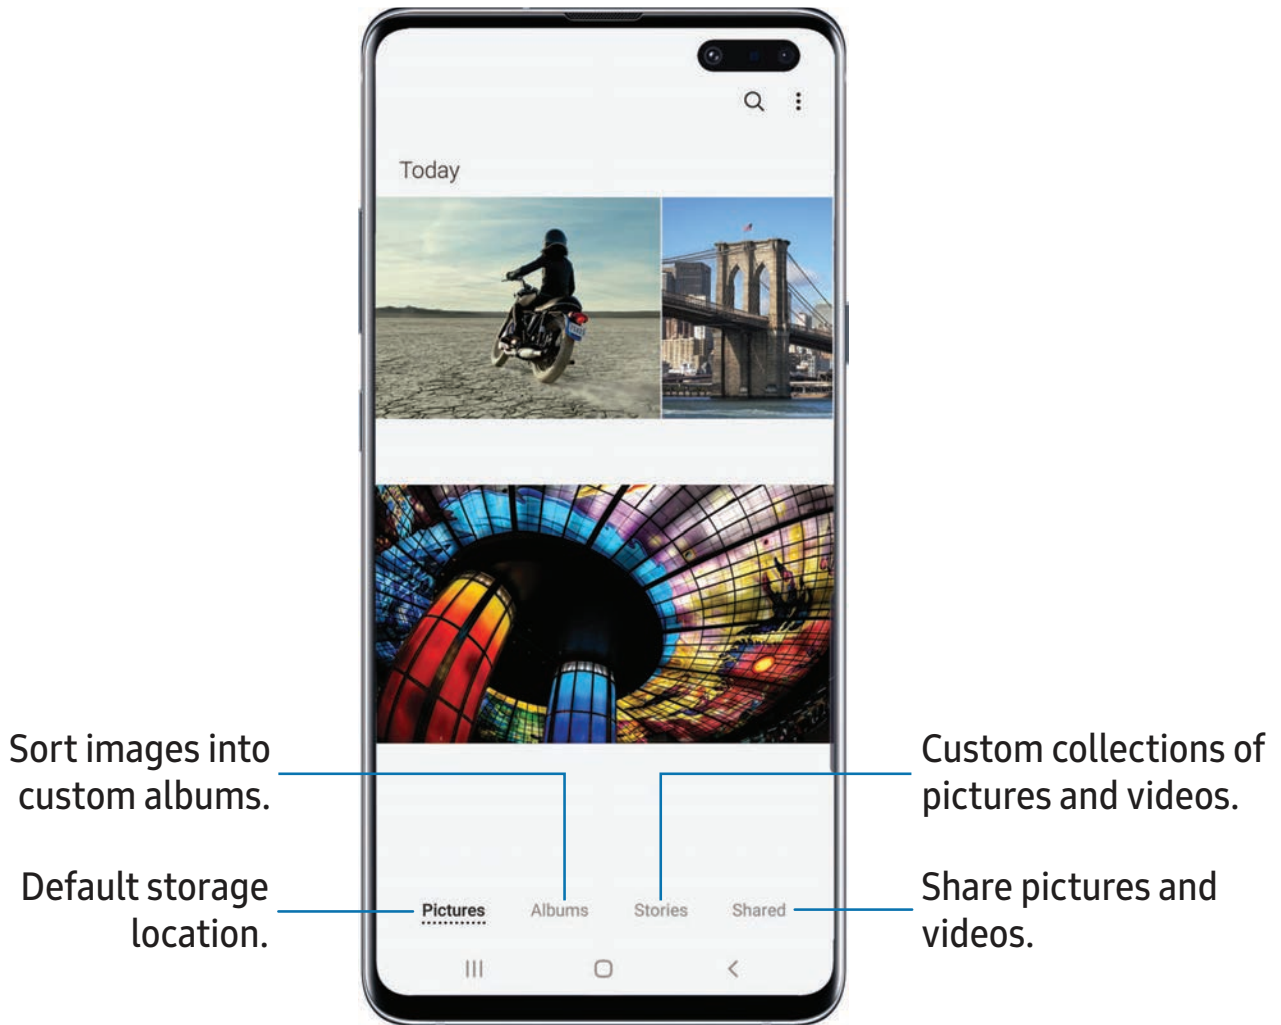 Today
Sort images into
custom albums.
Custom collections of
pictures and videos.
Default storage
location.
Pictures
Albums
Stories
Shared
Share pictures and
videos.